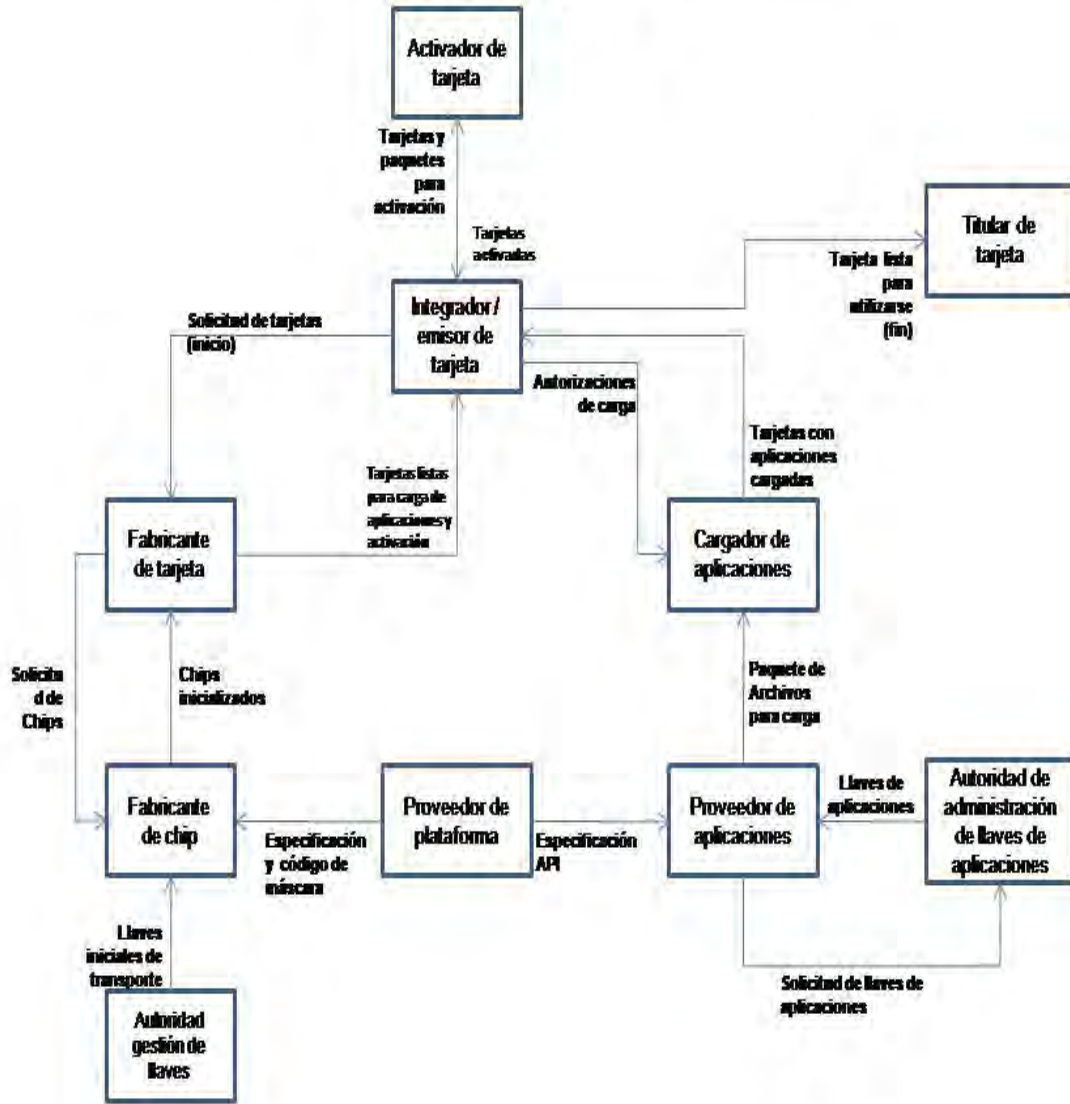 Activador de
tarjeta
Tarjetas y
paquetes
para
activación
Tarjetas
activadas
Titular de
tarjeta
Tarjeta lista
para
utilizarse
(fin)
Integrador /
emisor de
tarjeta
Solicitud de tarjetas
(inicio)
Autorizaciones
de carga
Tarjetas con
aplicaciones
cargadas
Tarjetas listas
para carga de
aplicaciones y
activación
Fabricante
de tarjeta
Cargador de
aplicaciones
Solicitu
d de
Chips
Chips
inicializados
Paquete de
Archivos
para carga
Fabricante
de chip
Proveedor de
plataforma
Proveedor de
aplicaciones
Llaves de
aplicaciones
Autoridad de
administración
de llaves de
aplicaciones
Especificación
y código de
máscara
Especificación
API
Llaves
iniciales de
transporte
Solicitud de llaves de
aplicaciones
Autoridad
gestión de
llaves